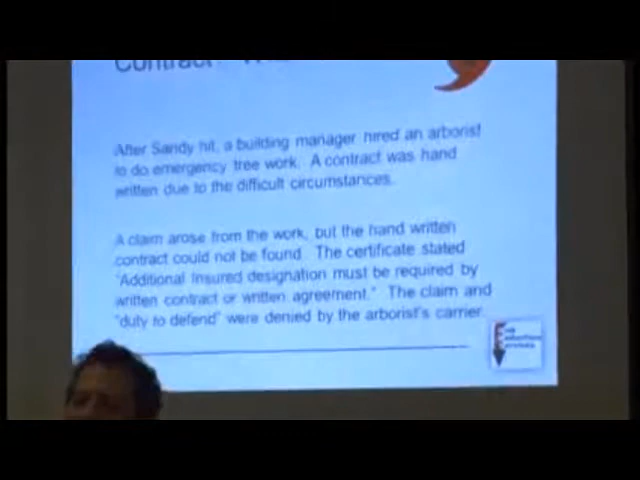 Contract
After Sandy hit, a building manager hired an arborist
to do emergency tree work. A contract was hand
written due to the difficult circumstances.
A claim arose from the work, but the hand written
contract could not be found. The certificate stated
"Additional Insured designation must be required by
written contract or written agreement." The claim and
"duty to defend" were denied by the arborist's carrier.